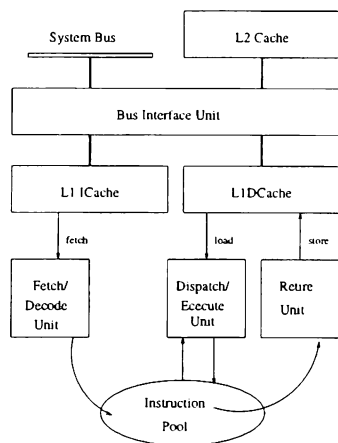 System Bus
L2 Cache
Bus Interface Unit
L1 ICache
L1DCache
fetch
load
store
Fetch/
Decode
Unit
Dispatch/
Ececute
Unit
Reture
Unit
Instruction
Pool